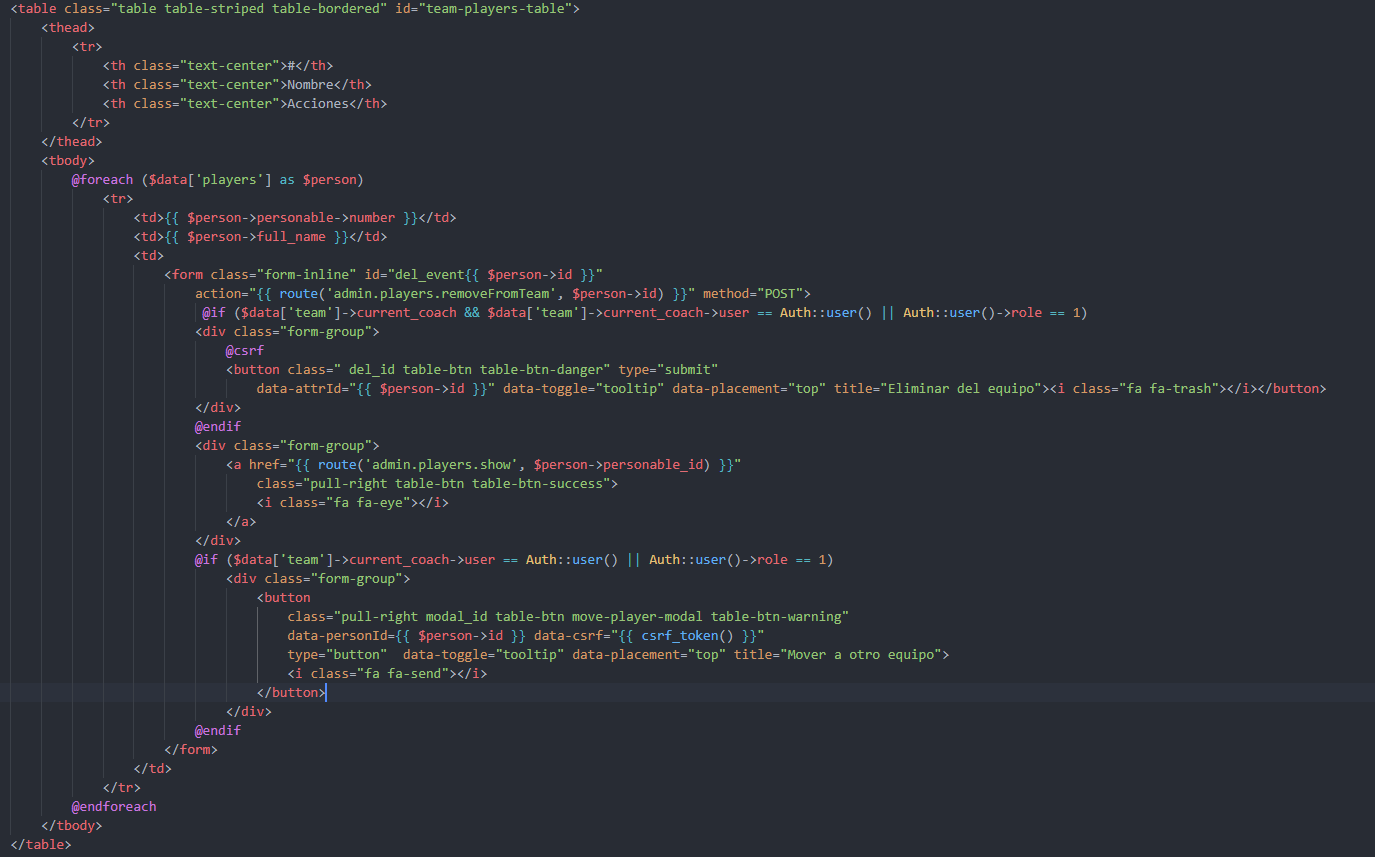 <table class="table table-striped table-bordered" id="team-players-table">
<thead>
<tr>
<th class="text-center">#</th>
<th class="text-center">Nombre</th>
<th class="text-center">Acciones</th>
</tr>
</thead>
<tbody>
@foreach ($data['players'] as $person)
<tr>
<td>{{ $person->personable->number }}</td>
<td>{{ $person->full_name }}</td>
<td>
<form class="form-inline" id="del_event{{ $person->id }}"
action="{{ route('admin.players.removeFromTeam', $person->id) }}" method="POST">
@if ($data['team']->current_coach && $data['team']->current_coach->user == Auth::user() || Auth::user()->role == 1)
<div class="form-group">
@csrf
<button class=" del_id table-btn table-btn-danger" type="submit"
data-attrId="{{ $person->id }}" data-toggle="tooltip" data-placement="top" title="Eliminar del equipo"><i class="fa fa-trash"></i></button>
</div>
@endif
<div class="form-group">
<a href="{{ route('admin.players.show', $person->personable_id) }}"
class="pull-right table-btn table-btn-success">
<i class="fa fa-eye"></i>
</a>
</div>
@if ($data['team']->current_coach->user == Auth::user() || Auth::user()->role == 1)
<div class="form-group">
<button
class="pull-right modal_id table-btn move-player-modal table-btn-warning"
data-personId={{ $person->id }} data-csrf="{{ csrf_token() }}"
type="button"  data-toggle="tooltip" data-placement="top" title="Mover a otro equipo">
<i class="fa fa-send"></i>
</button>
</div>
@endif
</form>
</td>
</tr>
@endforeach
</tbody>
</table>